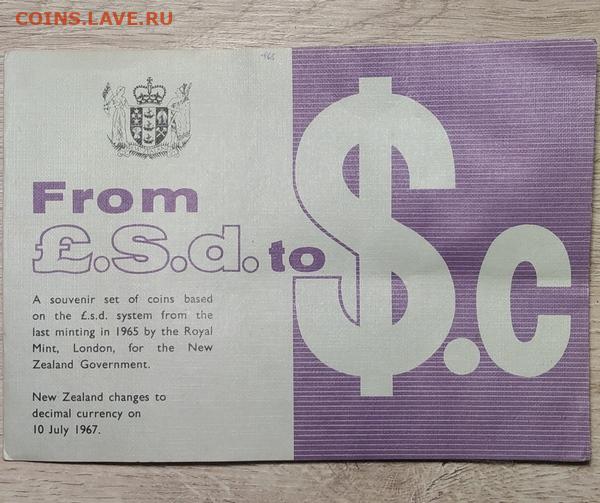 COINS.LAVE.RU
From
£.S.d. to
$.c
A souvenir set of coins based
on the £.s.d. system from the
last minting in 1965 by the Royal
Mint, London, for the New
Zealand Government.
New Zealand changes to
decimal currency on
10 July 1967.